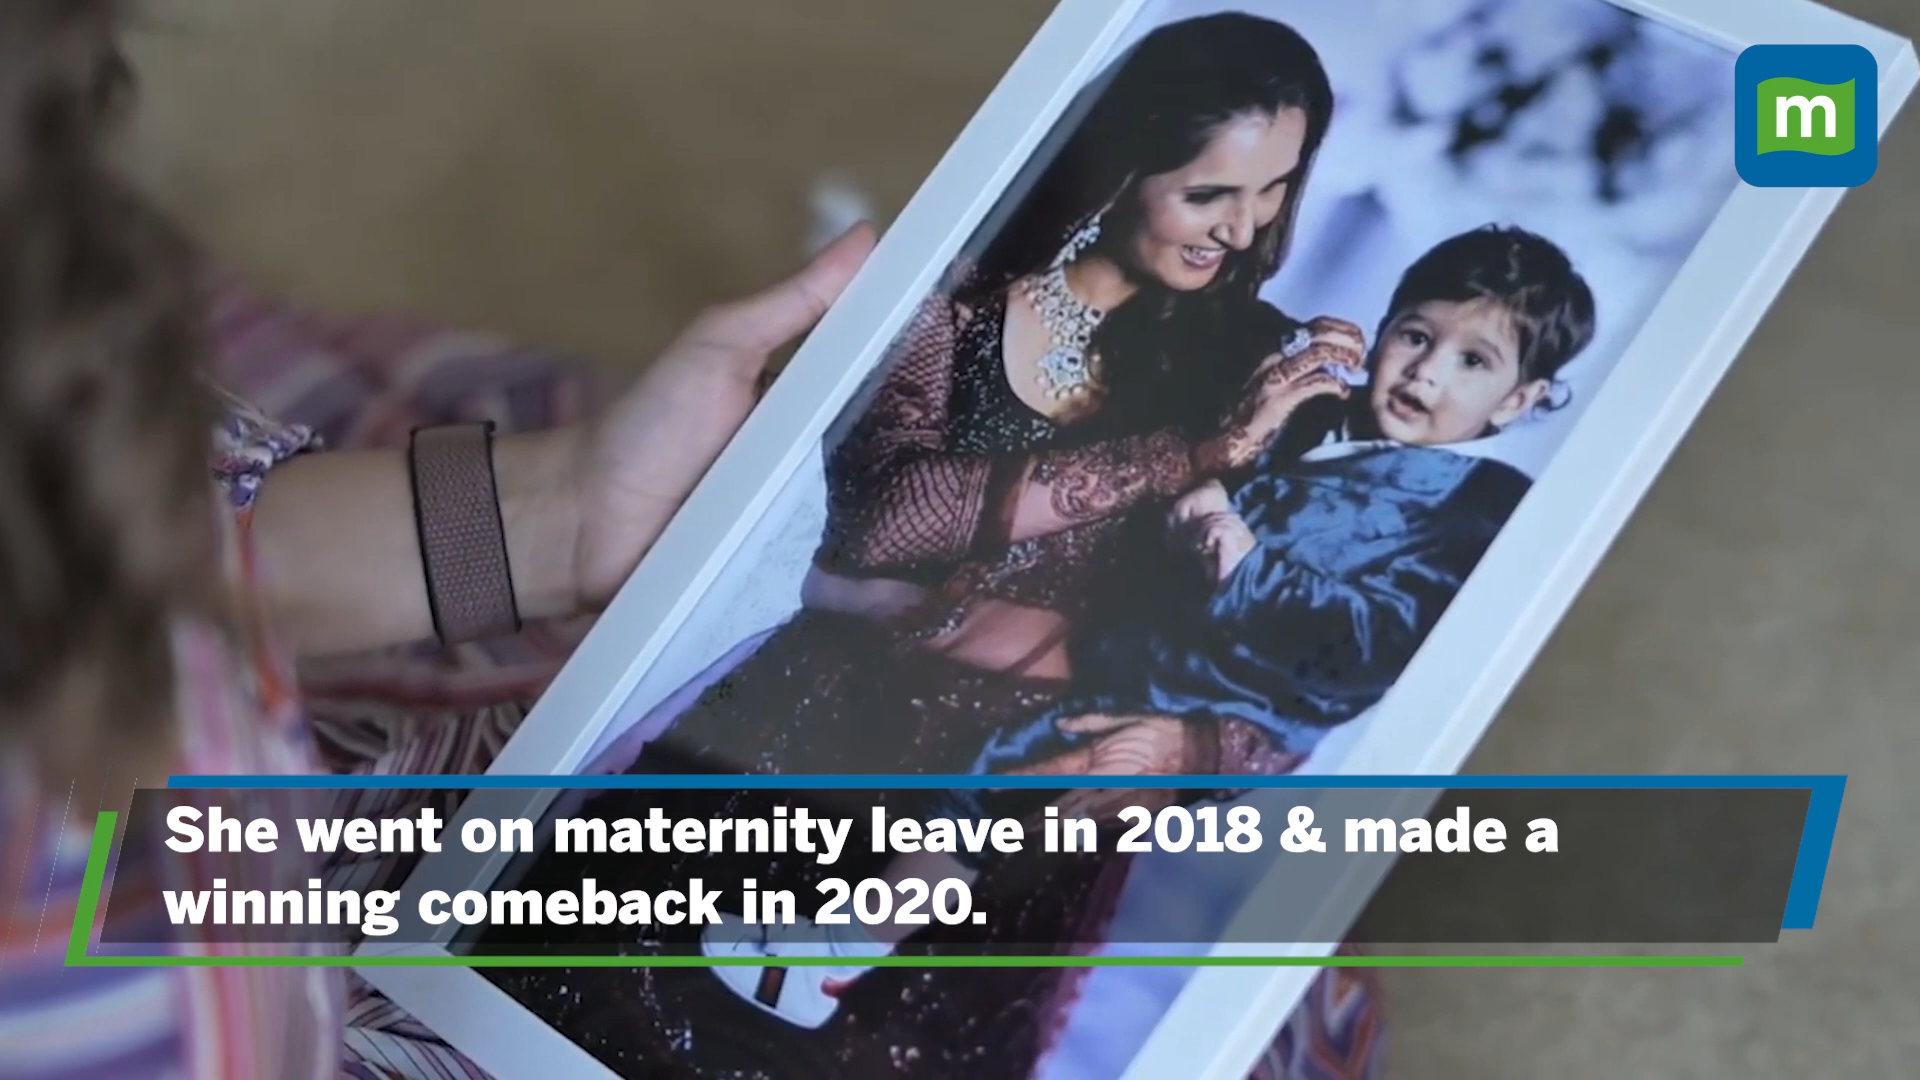 m
She went on maternity leave in 2018 & made a
winning comeback in 2020.